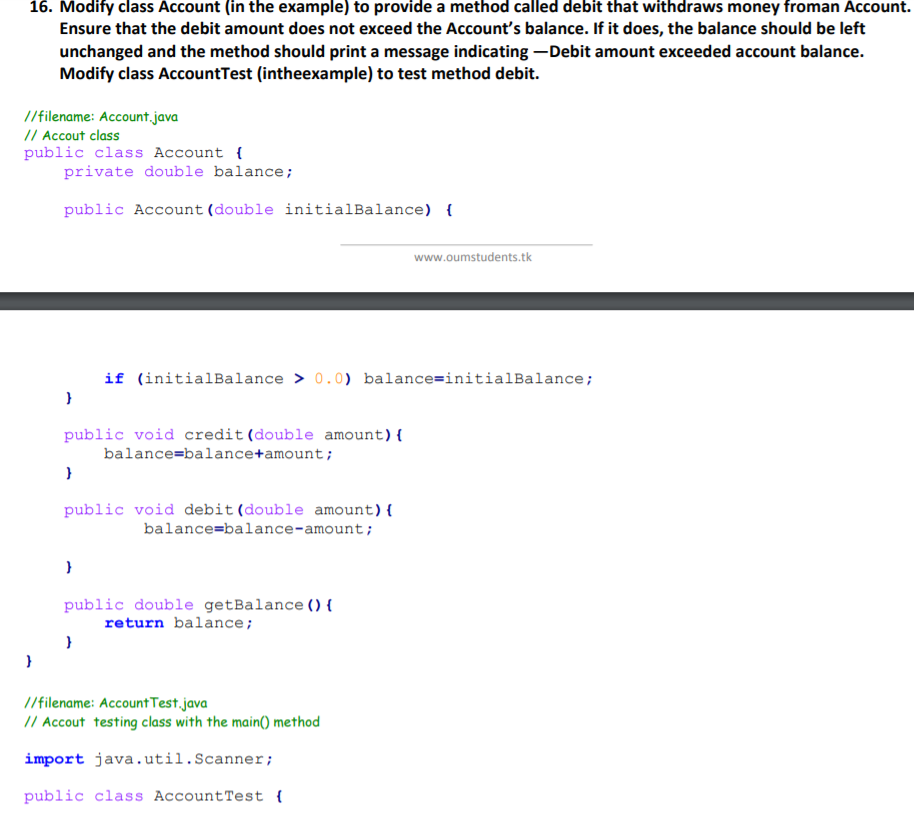 16. Modify class Account (in the example) to provide a method called debit that withdraws money froman Account.
Ensure that the debit amount does not exceed the Account's balance. If it does, the balance should be left
unchanged and the method should print a message indicating ―Debit amount exceeded account balance.
Modify class AccountTest (intheexample) to test method debit.
//filename: Account.java
// Accout class
public class Account {
private double balance;
public Account(double initialBalance) {
www.oumstudents.tk
if (initialBalance > 0.0) balance=initialBalance;
}
public void credit(double amount){
balance=balance+amount;
}
public void debit(double amount){
balance=balance-amount;
}
public double getBalance(){
return balance;
}
}
//filename: AccountTest.java
// Accout testing class with the main() method
import java.util.Scanner;
public class AccountTest {